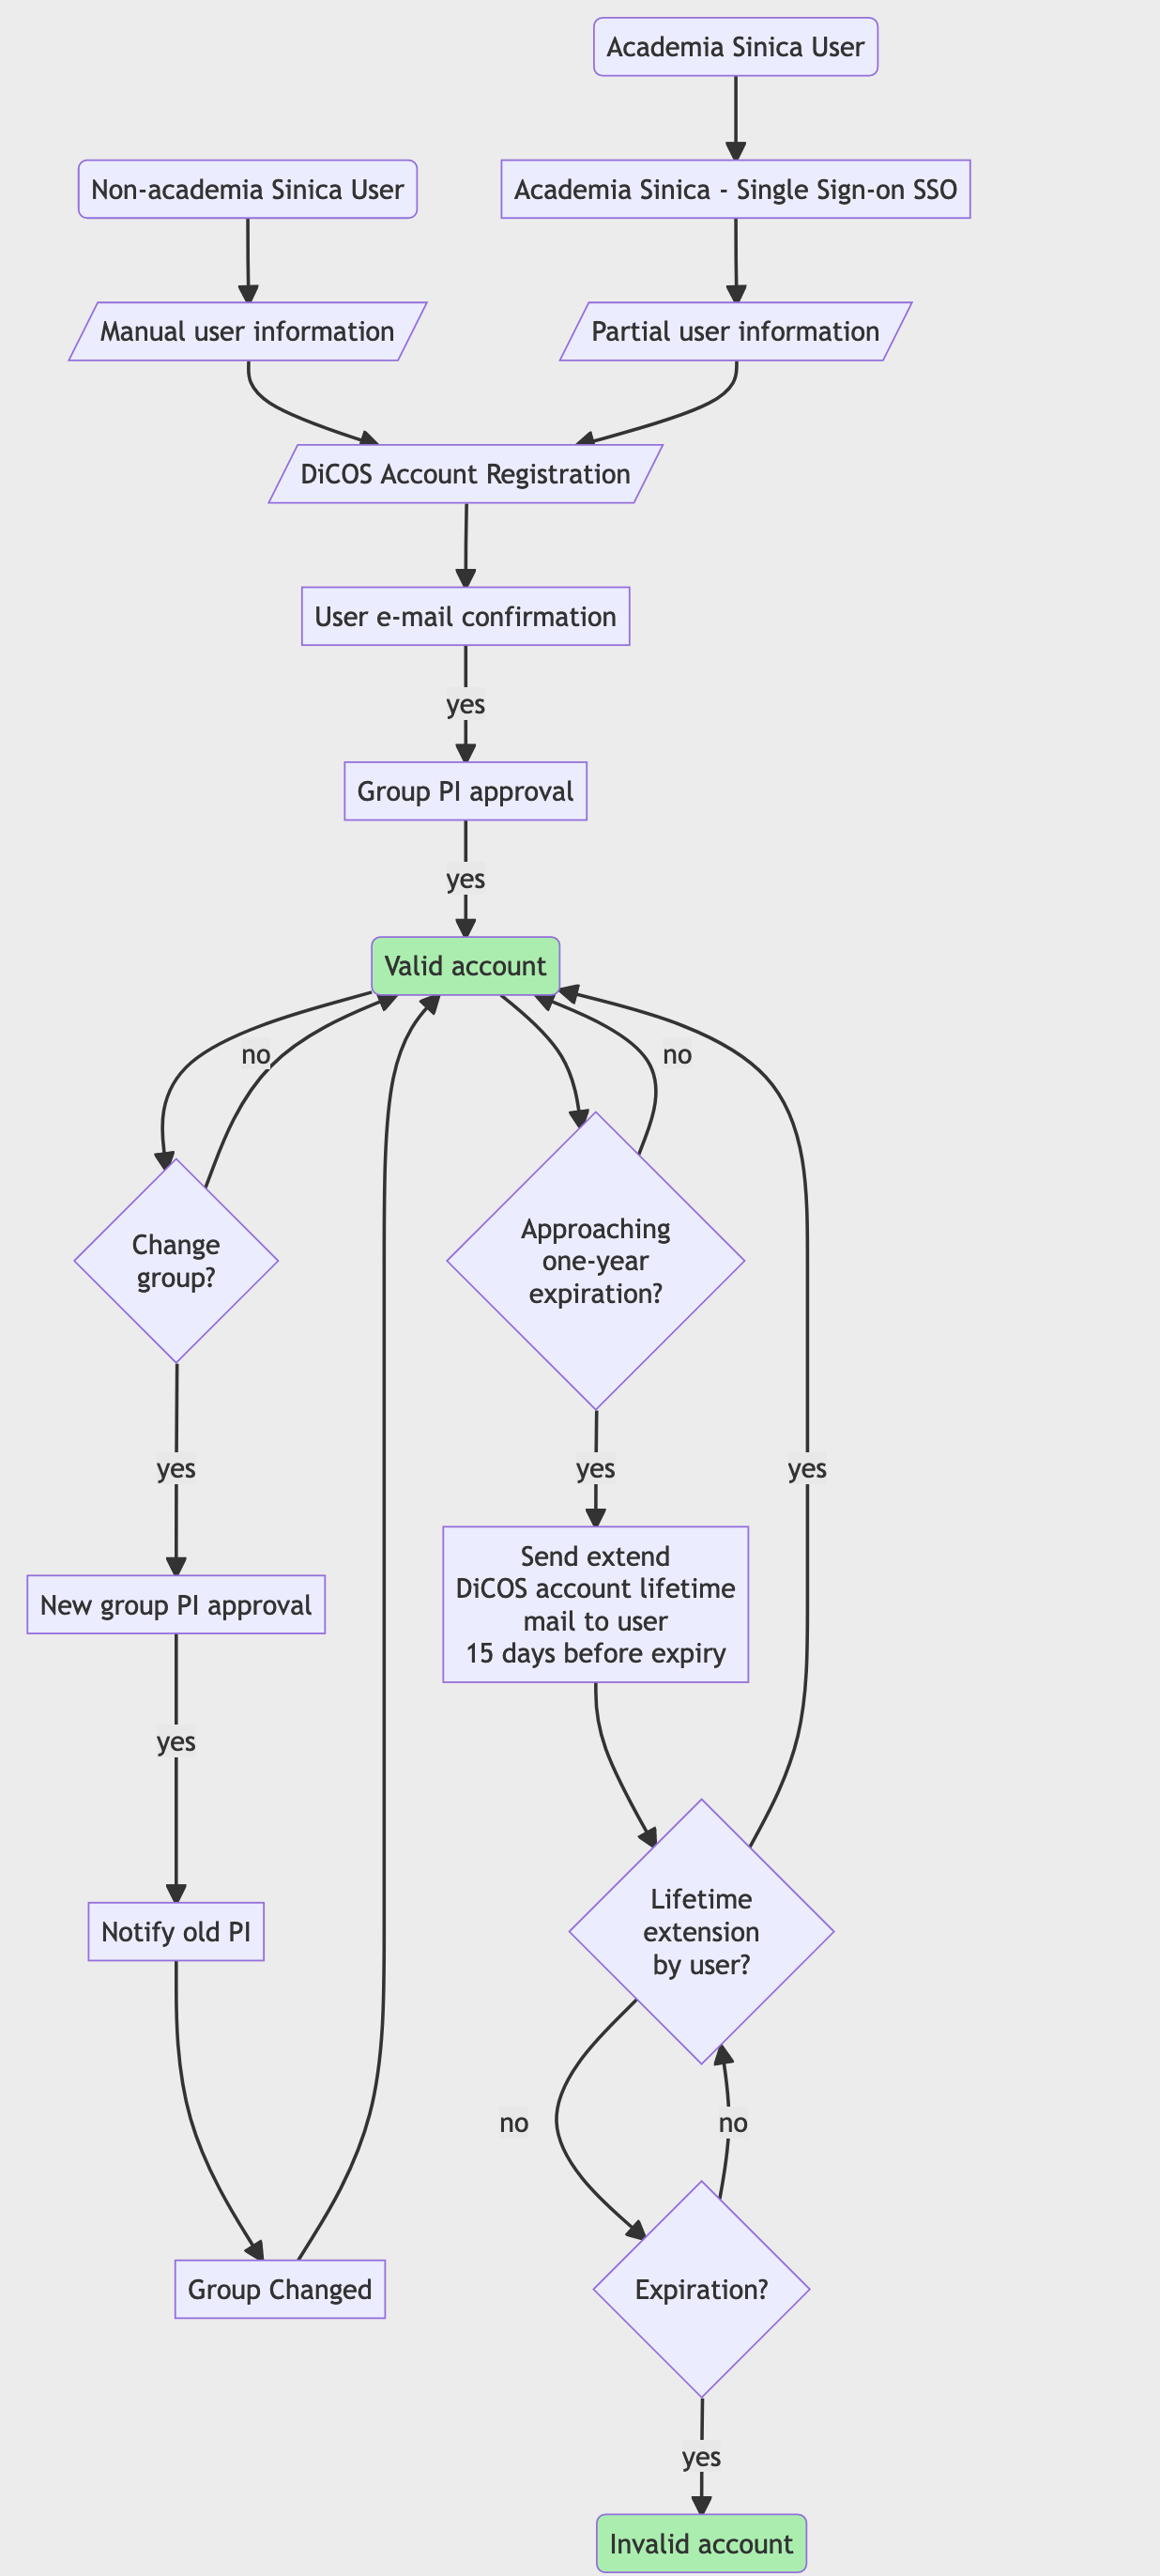 Academia Sinica User
Non-academia Sinica User
Academia Sinica - Single Sign-on SSO
Manual user information
Partial user information
DiCOS Account Registration
User e-mail confirmation
yes
Group PI approval
yes
Valid account
no
no
Change
group?
Approaching
one-year
expiration?
yes
yes
yes
Send extend
DiCOS account lifetime
mail to user
15 days before expiry
New group PI approval
yes
Lifetime
extension
by user?
Notify old PI
no
no
Group Changed
Expiration?
yes
Invalid account